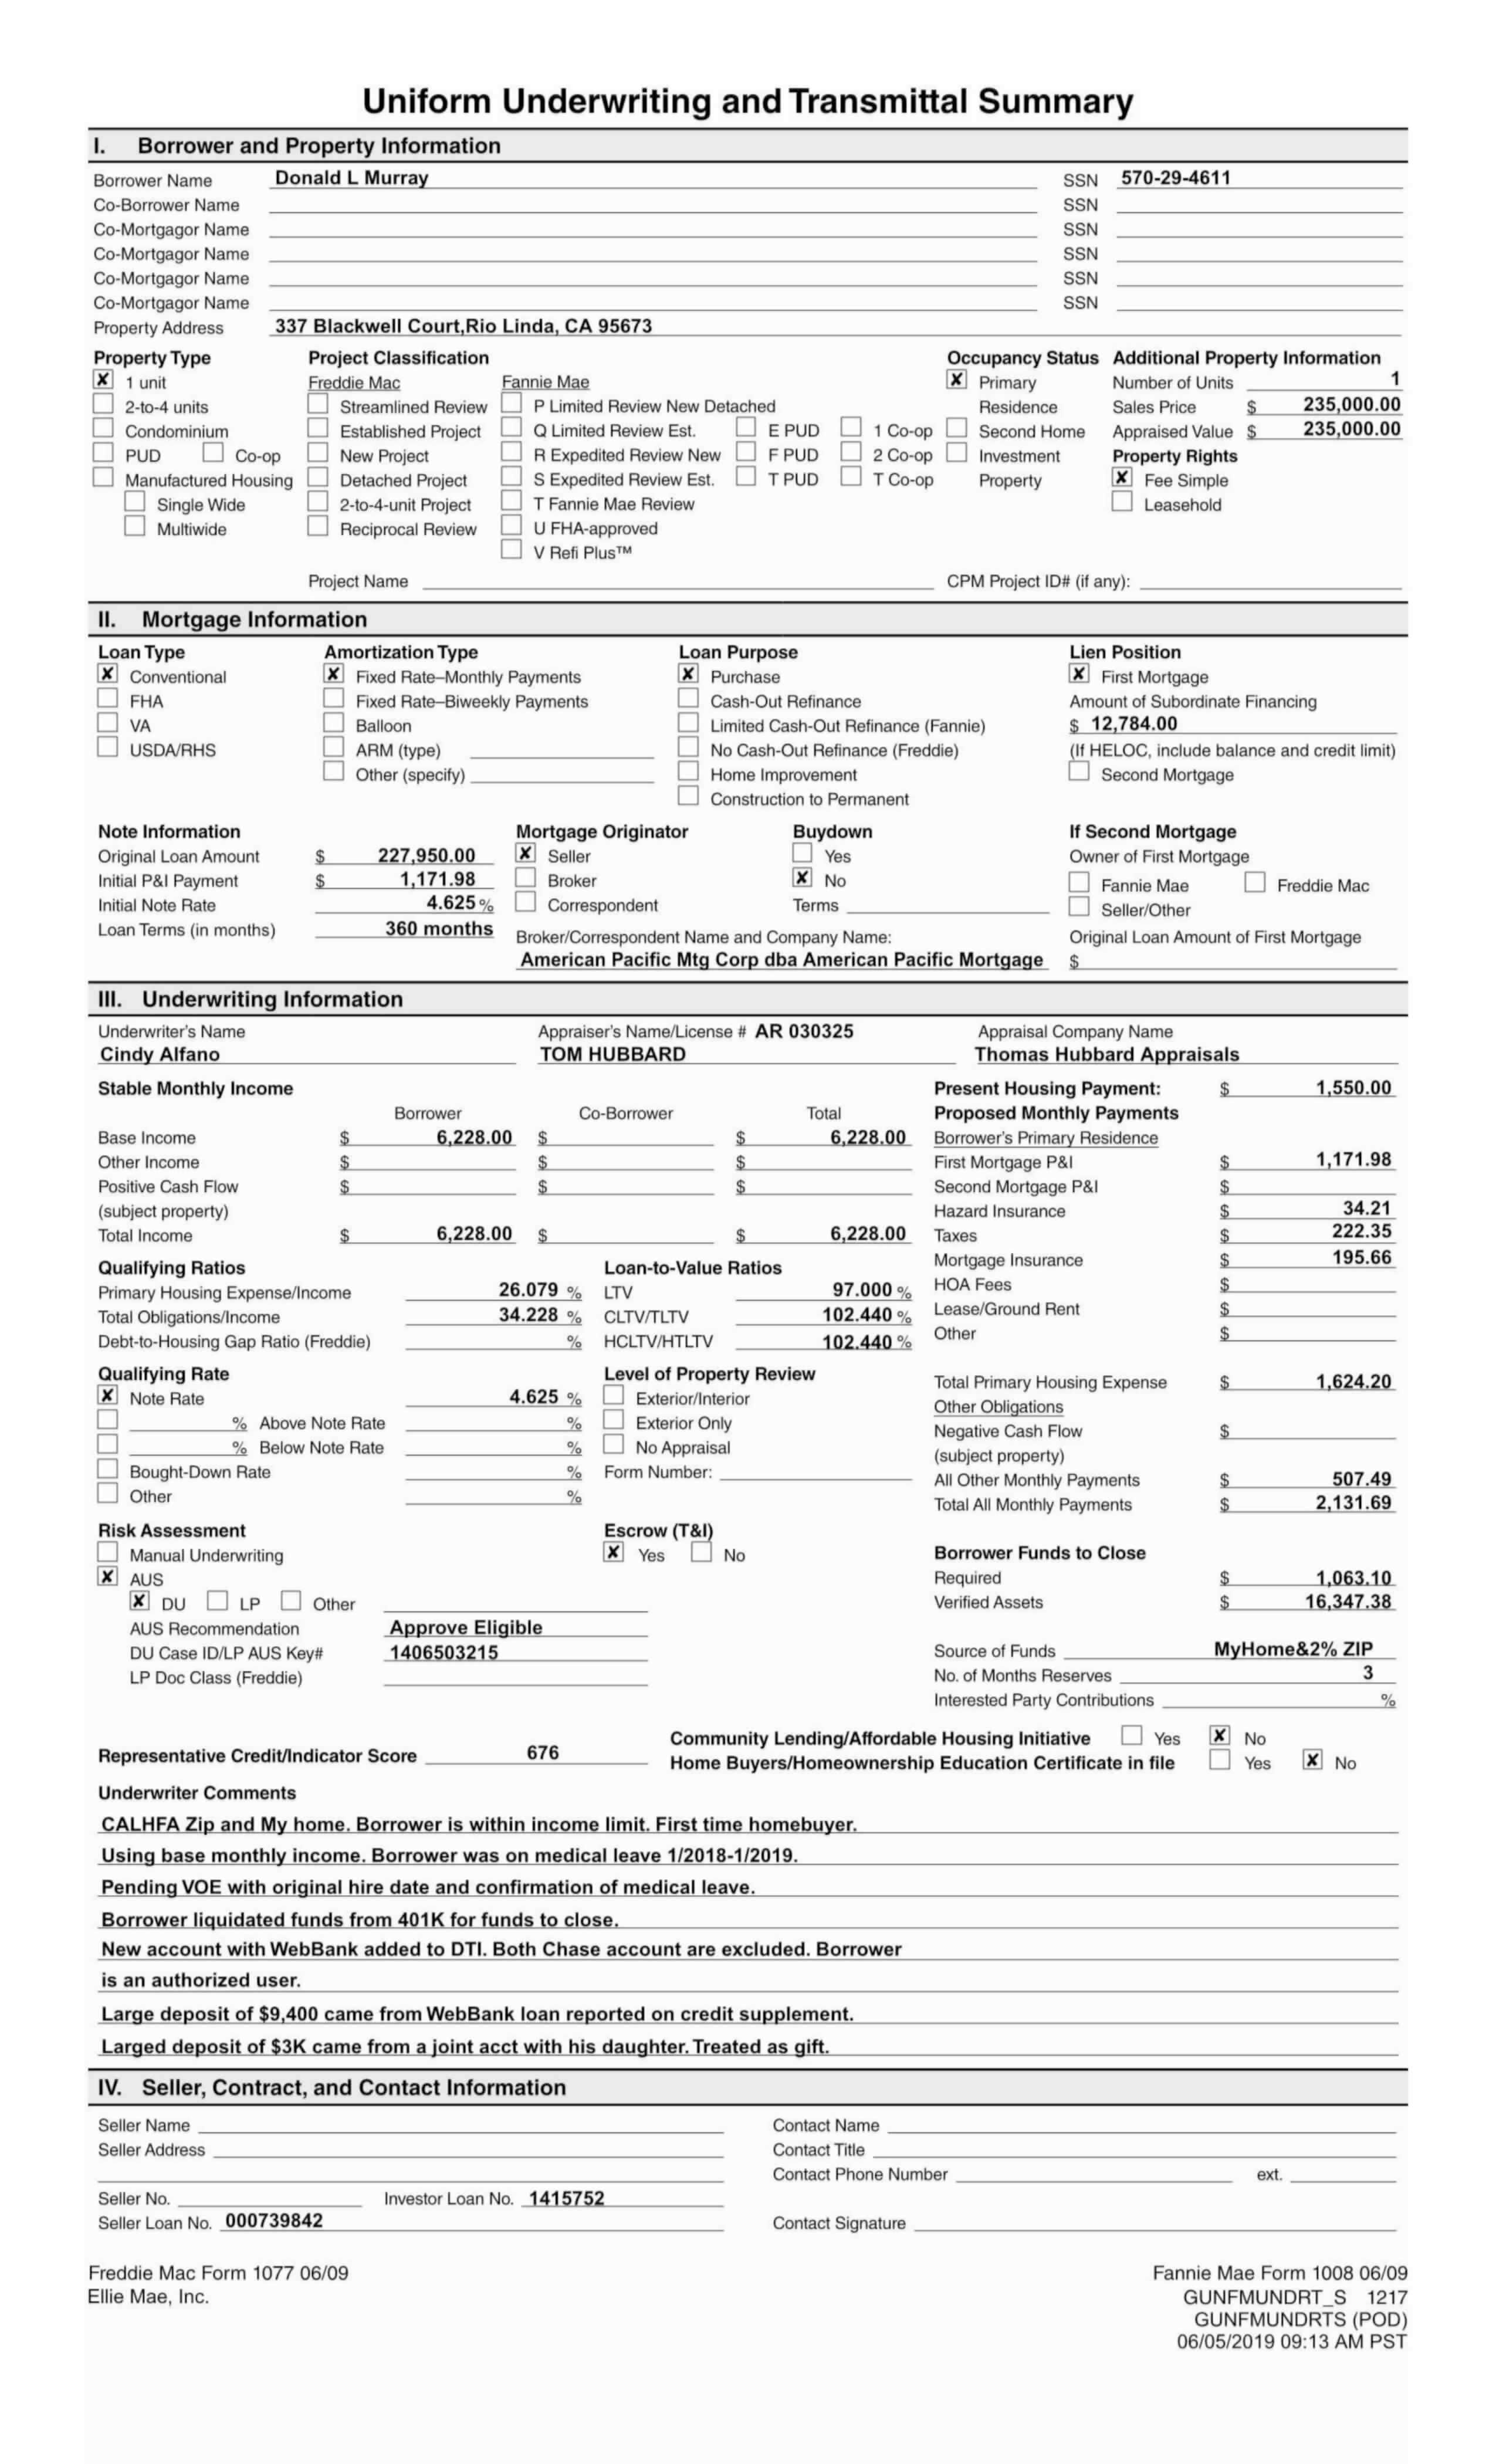 Uniform Underwriting and Transmittal Summary
I. Borrower and Property Information
Borrower Name Donald L Murray SSN 570-29-4611
Co-Borrower Name SSN
Co-Mortgagor Name SSN
Co-Mortgagor Name SSN
Co-Mortgagor Name SSN
Co-Mortgagor Name SSN
Property Address 337 Blackwell Court,Rio Linda, CA 95673
Property Type Project Classification Occupancy Status Additional Property Information
✘ 1 unit Freddie Mac Fannie Mae ✘ Primary Number of Units 1
2-to-4 units Streamlined Review P Limited Review New Detached Residence Sales Price $ 235,000.00
Condominium Established Project Q Limited Review Est. E PUD 1 Co-op Second Home Appraised Value $ 235,000.00
PUD Co-op New Project R Expedited Review New F PUD 2 Co-op Investment Property Rights
Manufactured Housing Detached Project S Expedited Review Est. T PUD T Co-op Property ✘ Fee Simple
Single Wide 2-to-4-unit Project T Fannie Mae Review Leasehold
Multiwide Reciprocal Review U FHA-approved
V Refi Plus™
Project Name CPM Project ID# (if any):
II. Mortgage Information
Loan Type Amortization Type Loan Purpose Lien Position
✘ Conventional ✘ Fixed Rate–Monthly Payments ✘ Purchase ✘ First Mortgage
FHA Fixed Rate–Biweekly Payments Cash-Out Refinance Amount of Subordinate Financing
VA Balloon Limited Cash-Out Refinance (Fannie) $ 12,784.00
USDA/RHS ARM (type) No Cash-Out Refinance (Freddie) (If HELOC, include balance and credit limit)
Other (specify) Home Improvement Second Mortgage
Construction to Permanent
Note Information Mortgage Originator Buydown If Second Mortgage
Original Loan Amount $ 227,950.00 ✘ Seller Yes Owner of First Mortgage
Initial P&I Payment $ 1,171.98 Broker ✘ No Fannie Mae Freddie Mac
Initial Note Rate 4.625 % Correspondent Terms Seller/Other
Loan Terms (in months) 360 months Broker/Correspondent Name and Company Name: Original Loan Amount of First Mortgage
American Pacific Mtg Corp dba American Pacific Mortgage $
III. Underwriting Information
Underwriter's Name Appraiser's Name/License # AR 030325 Appraisal Company Name
Cindy Alfano TOM HUBBARD Thomas Hubbard Appraisals
Stable Monthly Income Present Housing Payment: $ 1,550.00
Borrower Co-Borrower Total Proposed Monthly Payments
Base Income $ 6,228.00 $ $ 6,228.00 Borrower's Primary Residence
Other Income $ $ $ First Mortgage P&I $ 1,171.98
Positive Cash Flow $ $ $ Second Mortgage P&I $
(subject property) Hazard Insurance $ 34.21
Total Income $ 6,228.00 $ $ 6,228.00 Taxes $ 222.35
Qualifying Ratios Loan-to-Value Ratios Mortgage Insurance $ 195.66
Primary Housing Expense/Income 26.079 % LTV 97.000 % HOA Fees $
Total Obligations/Income 34.228 % CLTV/TLTV 102.440 % Lease/Ground Rent $
Debt-to-Housing Gap Ratio (Freddie) % HCLTV/HTLTV 102.440 % Other $
Qualifying Rate Level of Property Review Total Primary Housing Expense $ 1,624.20
✘ Note Rate 4.625 % Exterior/Interior Other Obligations
% Above Note Rate % Exterior Only Negative Cash Flow $
% Below Note Rate % No Appraisal (subject property)
Bought-Down Rate % Form Number: All Other Monthly Payments $ 507.49
Other % Total All Monthly Payments $ 2,131.69
Risk Assessment Escrow (T&I)
Manual Underwriting ✘ Yes No Borrower Funds to Close
✘ AUS Required $ 1,063.10
✘ DU LP Other Verified Assets $ 16,347.38
AUS Recommendation Approve Eligible
DU Case ID/LP AUS Key# 1406503215 Source of Funds MyHome&2% ZIP
LP Doc Class (Freddie) No. of Months Reserves 3
Interested Party Contributions %
Community Lending/Affordable Housing Initiative Yes ✘ No
Representative Credit/Indicator Score 676 Home Buyers/Homeownership Education Certificate in file Yes ✘ No
Underwriter Comments
CALHFA Zip and My home. Borrower is within income limit. First time homebuyer.
Using base monthly income. Borrower was on medical leave 1/2018-1/2019.
Pending VOE with original hire date and confirmation of medical leave.
Borrower liquidated funds from 401K for funds to close.
New account with WebBank added to DTI. Both Chase account are excluded. Borrower
is an authorized user.
Large deposit of $9,400 came from WebBank loan reported on credit supplement.
Larged deposit of $3K came from a joint acct with his daughter. Treated as gift.
IV. Seller, Contract, and Contact Information
Seller Name Contact Name
Seller Address Contact Title
Contact Phone Number ext.
Seller No. Investor Loan No. 1415752
Seller Loan No. 000739842 Contact Signature
Freddie Mac Form 1077 06/09 Fannie Mae Form 1008 06/09
Ellie Mae, Inc. GUNFMUNDRT_S 1217
GUNFMUNDRTS (POD)
06/05/2019 09:13 AM PST